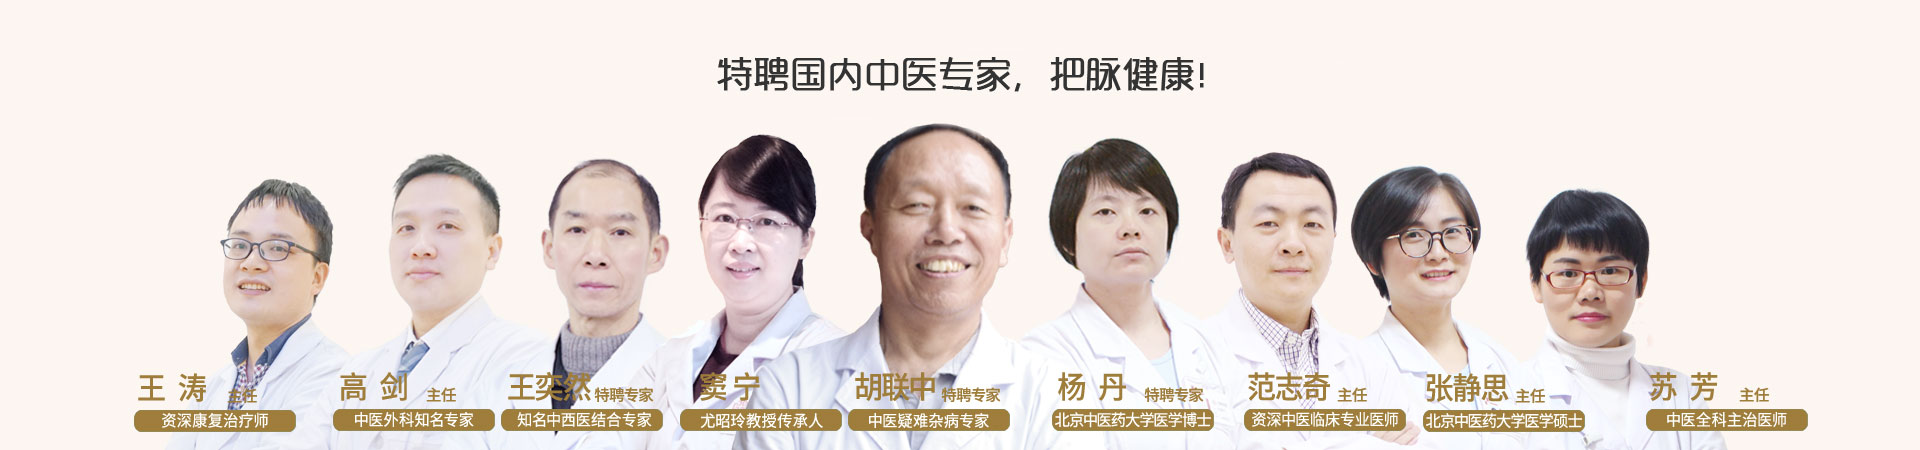 特聘国内中医专家，把脉健康!
王 涛 主任
资深康复治疗师
高 剑 主任
中医外科知名专家
王奕然 特聘专家
知名中西医结合专家
窦 宁
尤昭玲教授传承人
胡联中 特聘专家
中医疑难杂病专家
杨 丹 特聘专家
北京中医药大学医学博士
范志奇 主任
资深中医临床专业医师
张静思 主任
北京中医药大学医学硕士
苏 芳 主任
中医全科主治医师